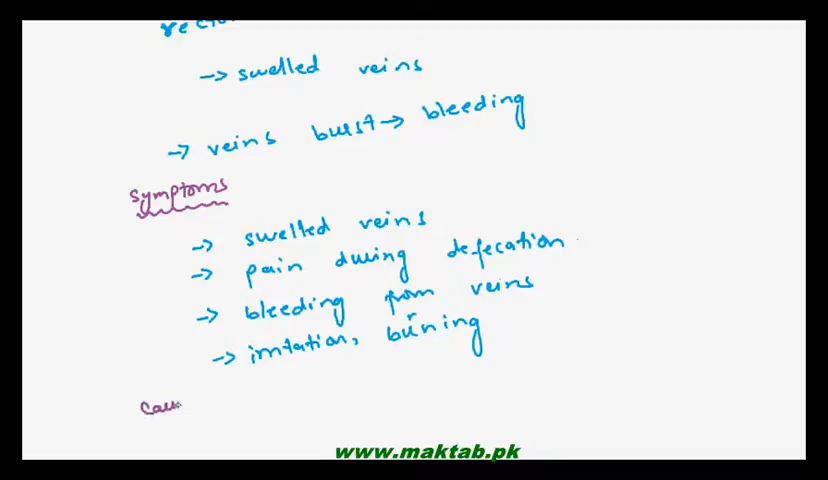 → swelled veins
→ veins burst → bleeding
Symptoms
→ swelled veins
→ pain during defecation
→ bleeding from veins
→ irritation, burning
Cau
www.maktab.pk